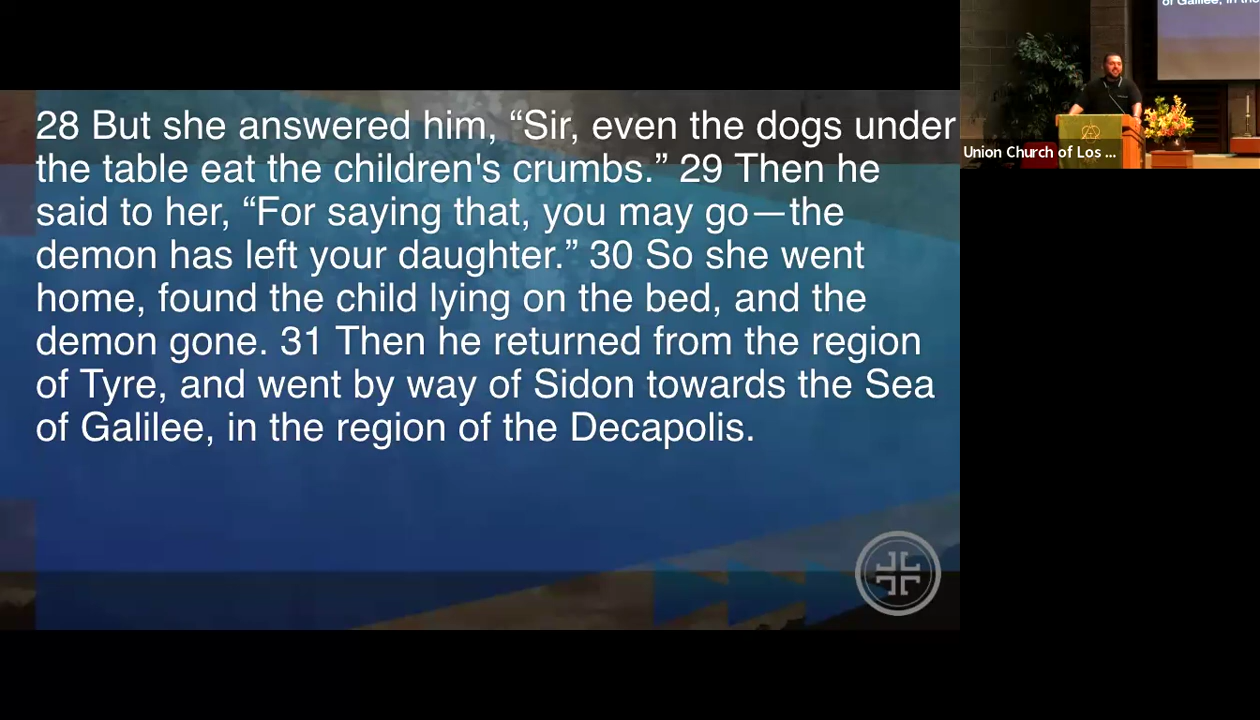 28 But she answered him, “Sir, even the dogs under
the table eat the children's crumbs.” 29 Then he
said to her, “For saying that, you may go—the
demon has left your daughter.” 30 So she went
home, found the child lying on the bed, and the
demon gone. 31 Then he returned from the region
of Tyre, and went by way of Sidon towards the Sea
of Galilee, in the region of the Decapolis.
of Galilee, in the
Union Church of Los ...